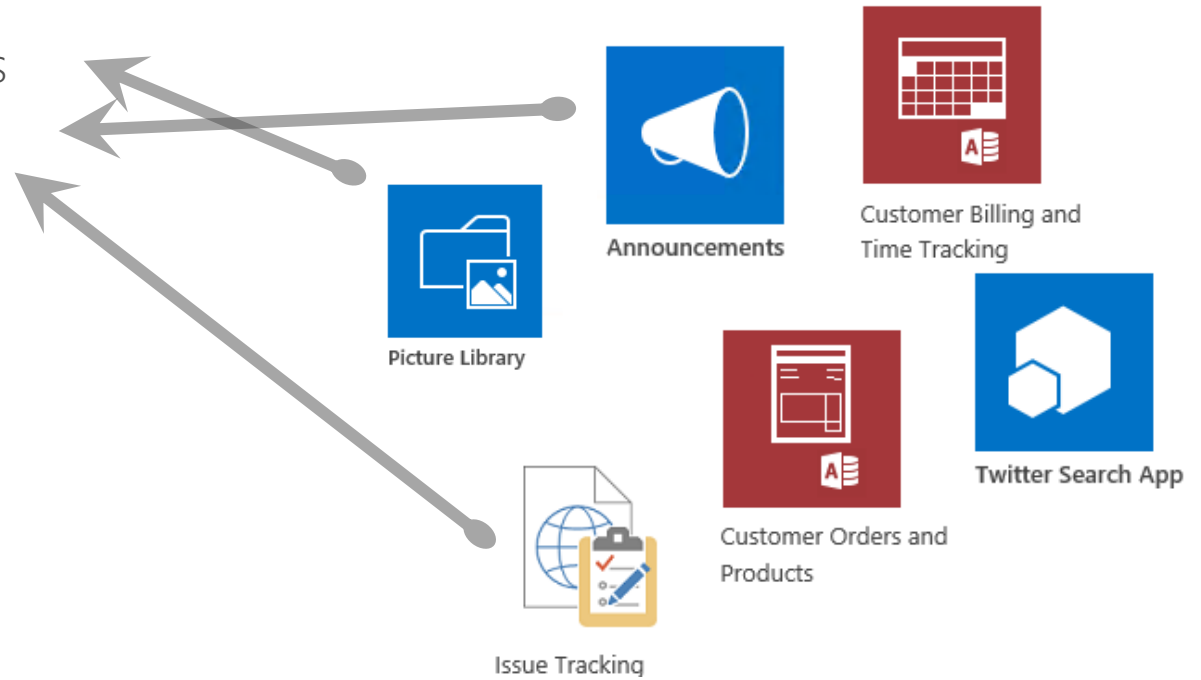 S
Announcements
Customer Billing and
Time Tracking
A
Picture Library
Twitter Search App
A
Customer Orders and
Products
Issue Tracking